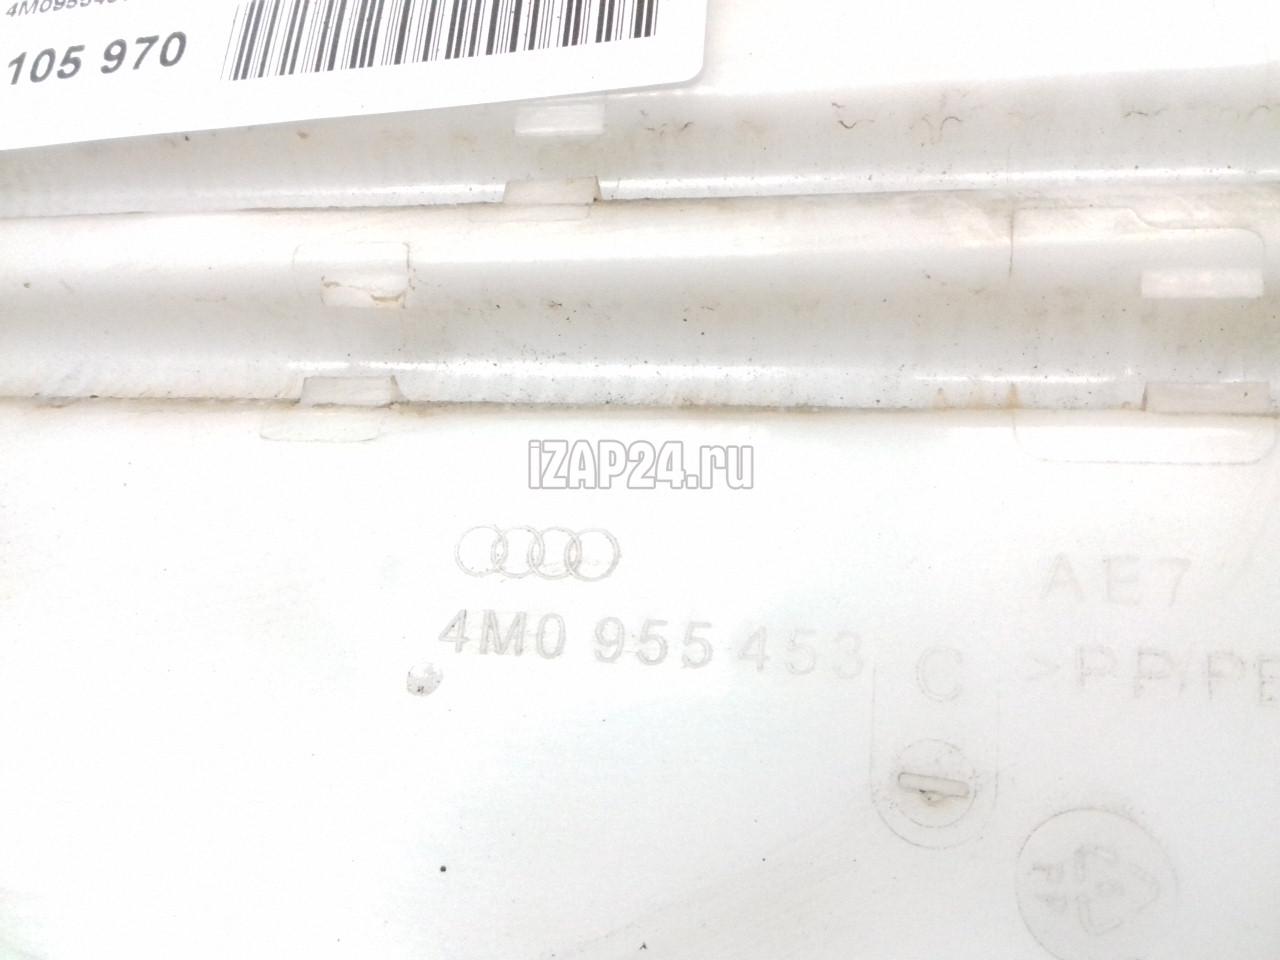 105 970
iZAP24.ru
AE7
4M0 955 453 C >PP/PE